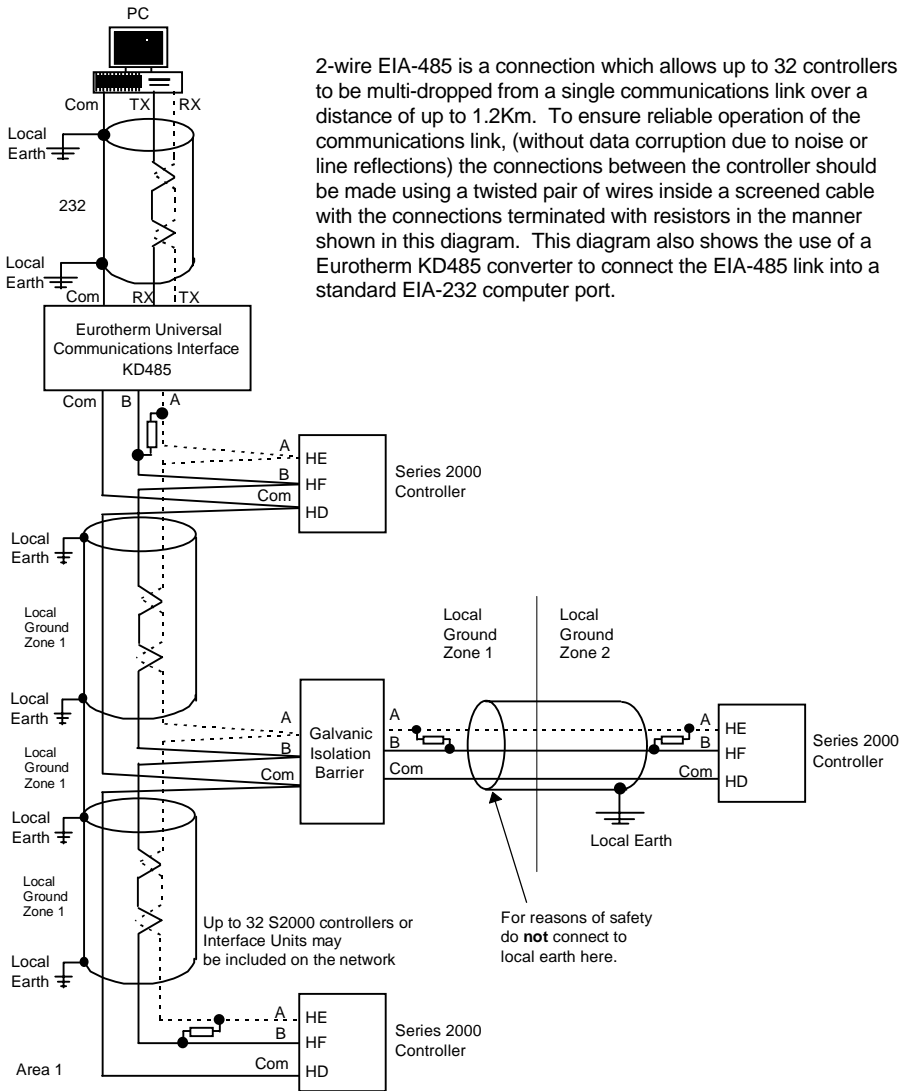 PC
2-wire EIA-485 is a connection which allows up to 32 controllers
to be multi-dropped from a single communications link over a
distance of up to 1.2Km.  To ensure reliable operation of the
communications link, (without data corruption due to noise or
line reflections) the connections between the controller should
be made using a twisted pair of wires inside a screened cable
with the connections terminated with resistors in the manner
shown in this diagram.  This diagram also shows the use of a
Eurotherm KD485 converter to connect the EIA-485 link into a
standard EIA-232 computer port.
Com TX RX
Local
Earth
232
Local
Earth
Com RX TX
Eurotherm Universal
Communications Interface
KD485
Com B A
A HE
B HF
Com HD
Series 2000
Controller
Local
Earth
Local
Ground
Zone 1
Local
Earth
Local
Ground
Zone 1
Local
Ground
Zone 2
A
B
Com
Galvanic
Isolation
Barrier
A
B
Com
A HE
B HF
Com HD
Series 2000
Controller
Local Earth
Local
Ground
Zone 1
Local
Earth
Local
Ground
Zone 1
Local
Earth
Up to 32 S2000 controllers or
Interface Units may
be included on the network
For reasons of safety
do not connect to
local earth here.
A HE
B HF
Com HD
Series 2000
Controller
Area 1